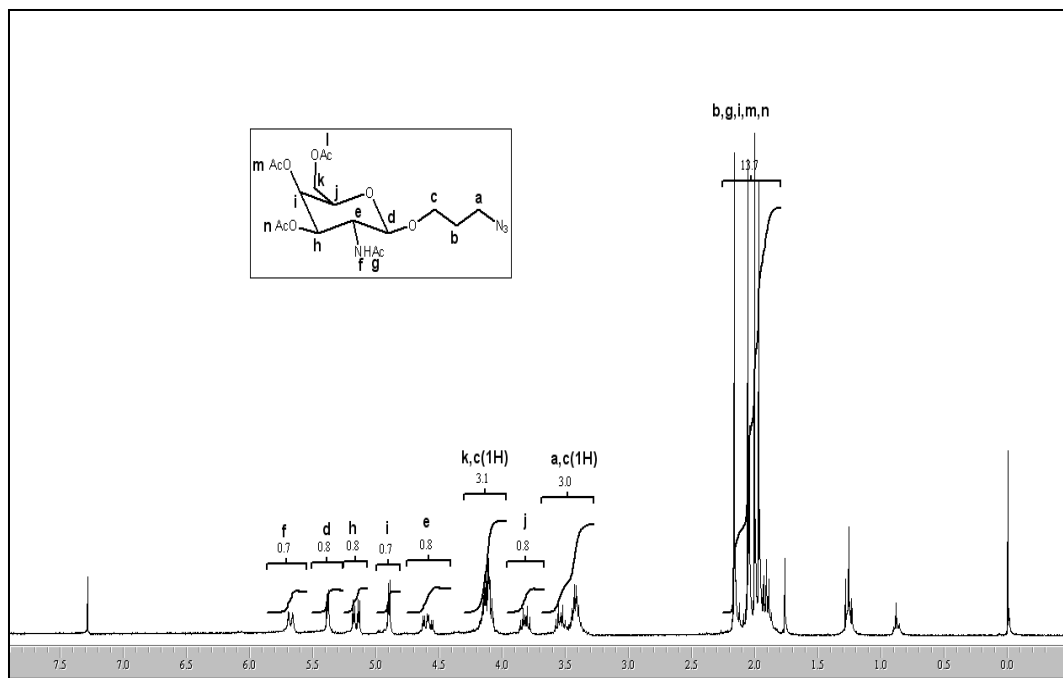 b,g,i,m,n
13.7
l
OAc
m AcO
k
j
O
i
e
d
c
a
n AcO
O
b
N3
h
NHAc
f
g
k,c(1H)
3.1
a,c(1H)
3.0
f
0.7
d
0.8
h
0.8
i
0.7
e
0.8
j
0.8
7.5 7.0 6.5 6.0 5.5 5.0 4.5 4.0 3.5 3.0 2.5 2.0 1.5 1.0 0.5 0.0